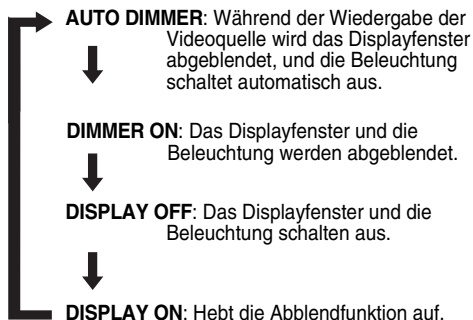 AUTO DIMMER: Während der Wiedergabe der
Videoquelle wird das Displayfenster
abgeblendet, und die Beleuchtung
schaltet automatisch aus.
DIMMER ON: Das Displayfenster und die
Beleuchtung werden abgeblendet.
DISPLAY OFF: Das Displayfenster und die
Beleuchtung schalten aus.
DISPLAY ON: Hebt die Abblendfunktion auf.